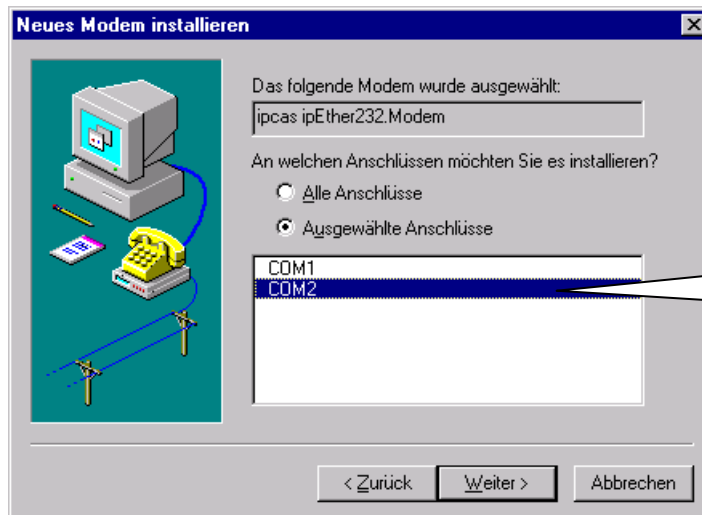 Neues Modem installieren
Das folgende Modem wurde ausgewählt:
ipcas ipEther232.Modem
An welchen Anschlüssen möchten Sie es installieren?
Alle Anschlüsse
Ausgewählte Anschlüsse
COM1
COM2
< Zurück
Weiter >
Abbrechen